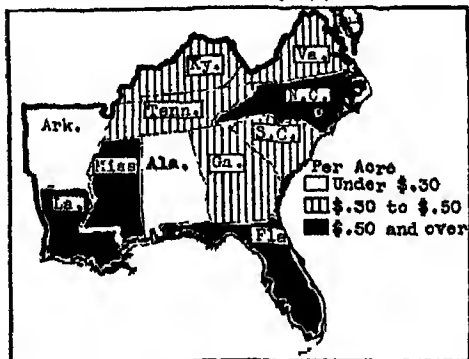 Ky.
Va.
N.C.
Tenn.
Ark.
S.C.
Miss
Ala.
Ga.
La.
Fla
Per Acre
Under $.30
$.30 to $.50
$.50 and over